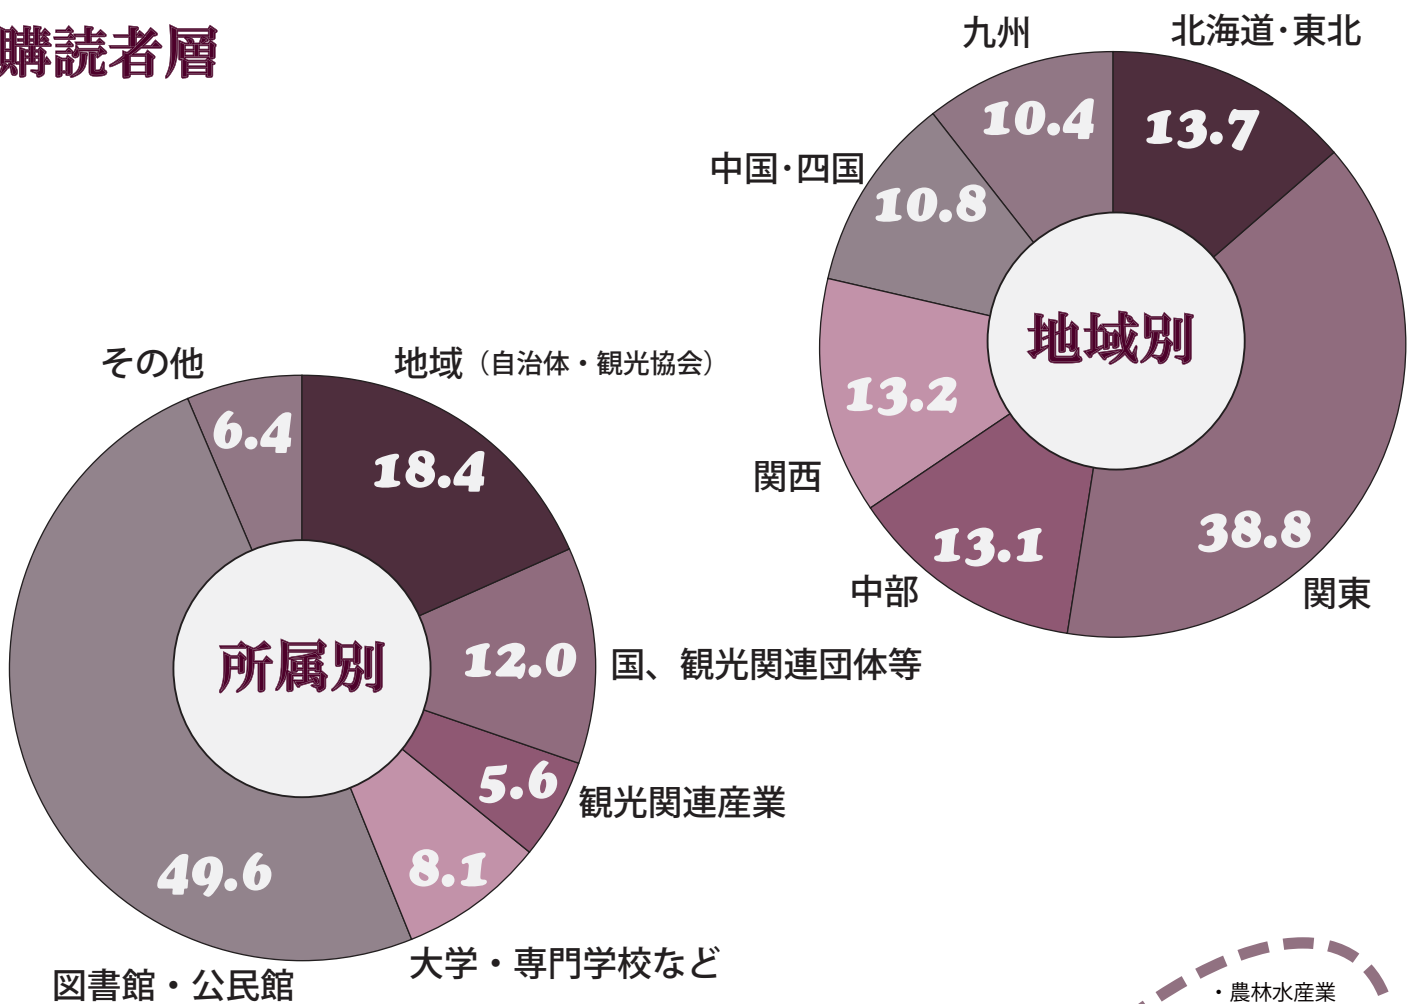 購読者層
九州
北海道・東北
10.4
13.7
中国・四国
10.8
地域別
13.2
関西
13.1
38.8
中部
関東
その他
地域（自治体・観光協会）
6.4
18.4
所属別
12.0
国、観光関連団体等
5.6
観光関連産業
8.1
49.6
大学・専門学校など
図書館・公民館
・農林水産業